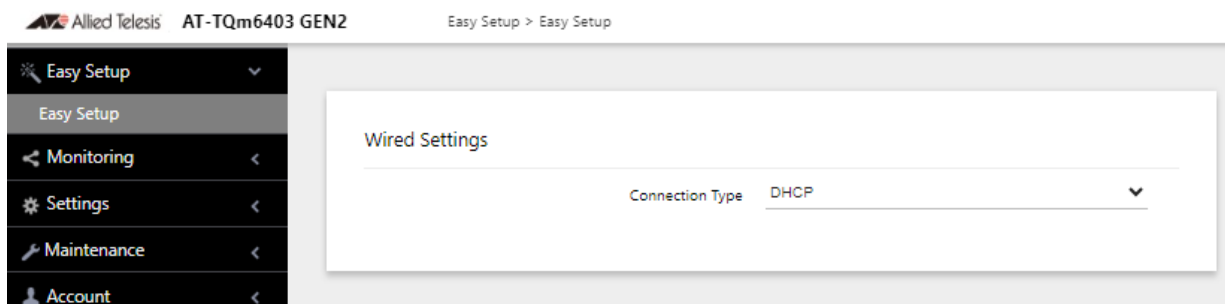 Allied Telesis AT-TQm6403 GEN2 Easy Setup > Easy Setup
Easy Setup
Easy Setup
Monitoring
Settings
Maintenance
Account
Wired Settings
Connection Type DHCP